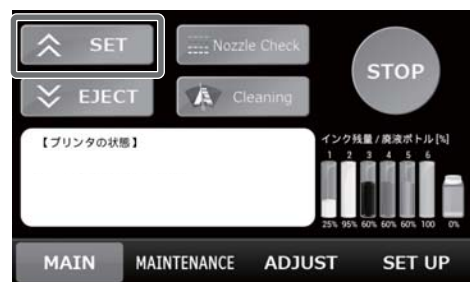 SET
Nozzle Check
STOP
EJECT
Cleaning
【プリンタの状態】
インク残量 / 廃液ボトル [%]
1 2 3 4 5 6
25% 95% 60% 60% 60% 100 0%
MAIN MAINTENANCE ADJUST SET UP